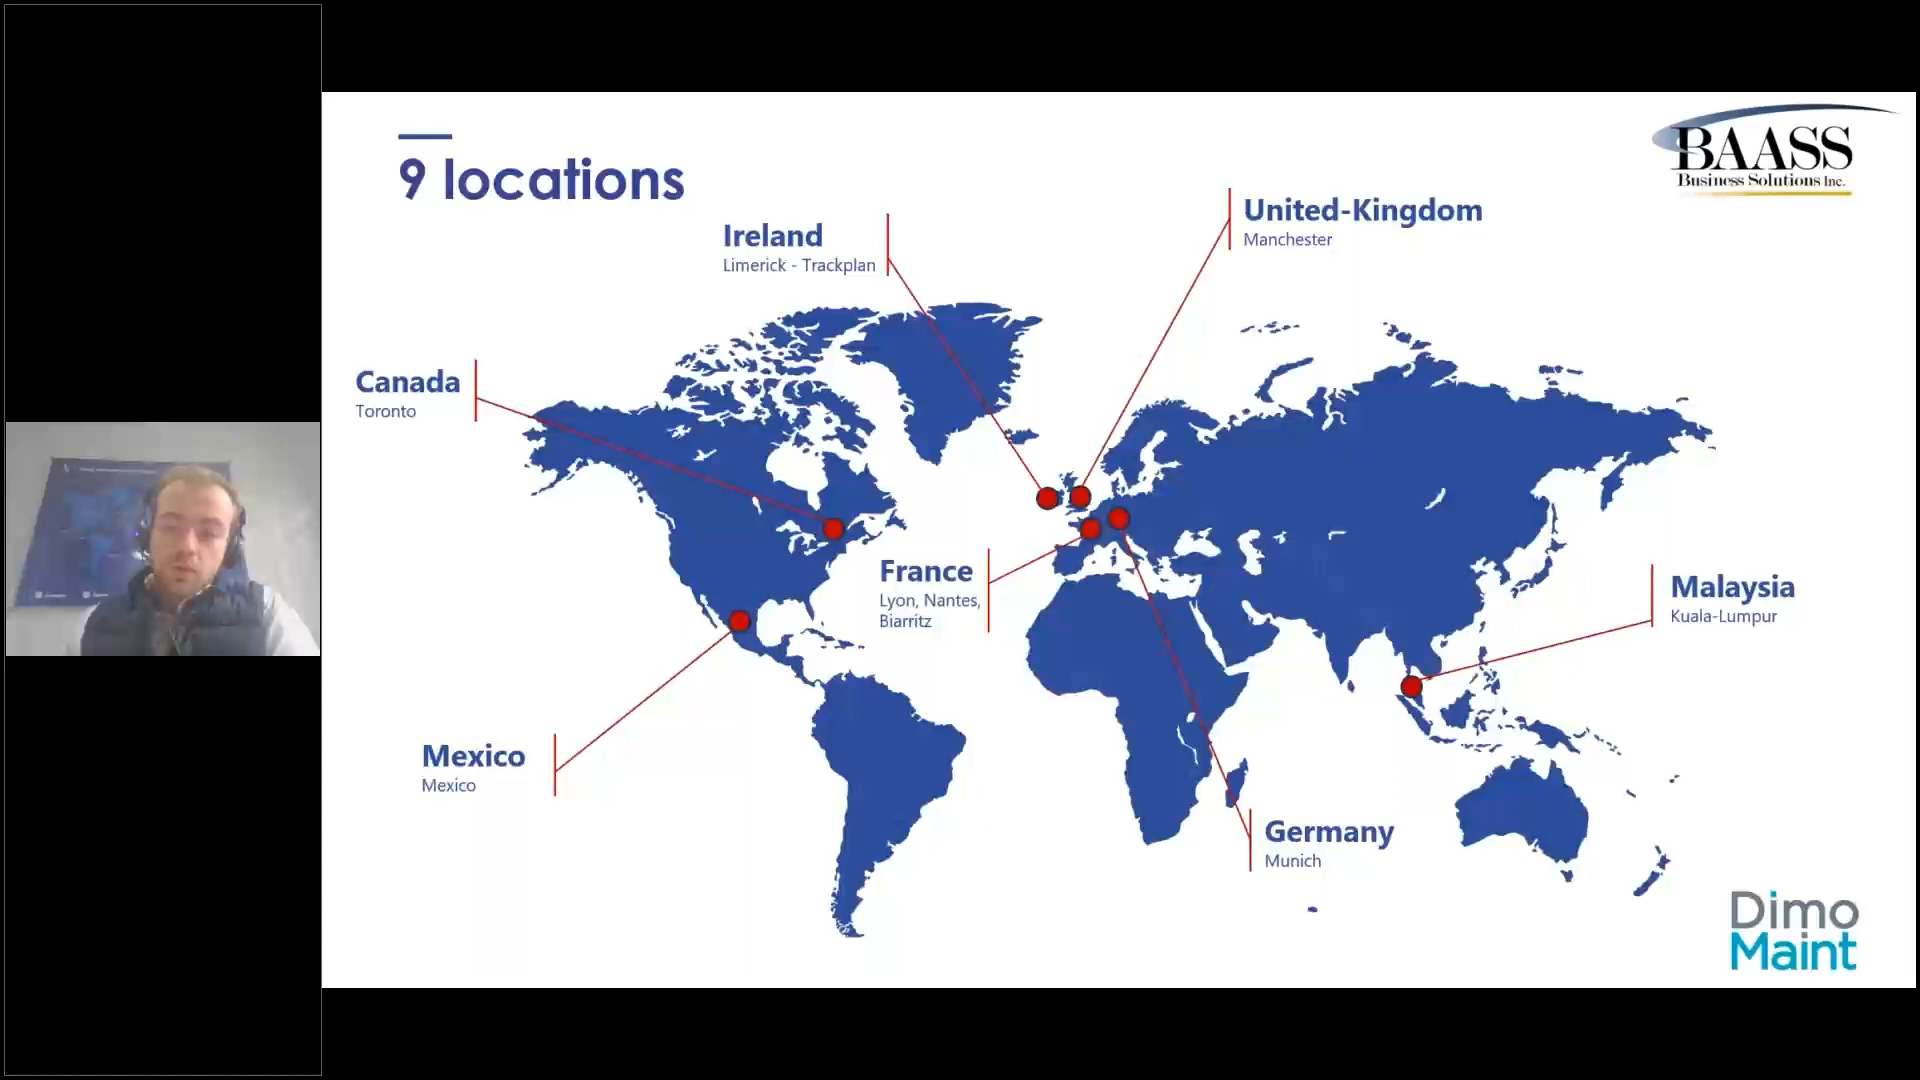 9 locations
BAASS
Business Solutions Inc.
Ireland
Limerick - Trackplan
United-Kingdom
Manchester
Canada
Toronto
France
Lyon, Nantes,
Biarritz
Malaysia
Kuala-Lumpur
Mexico
Mexico
Germany
Munich
Dimo
Maint